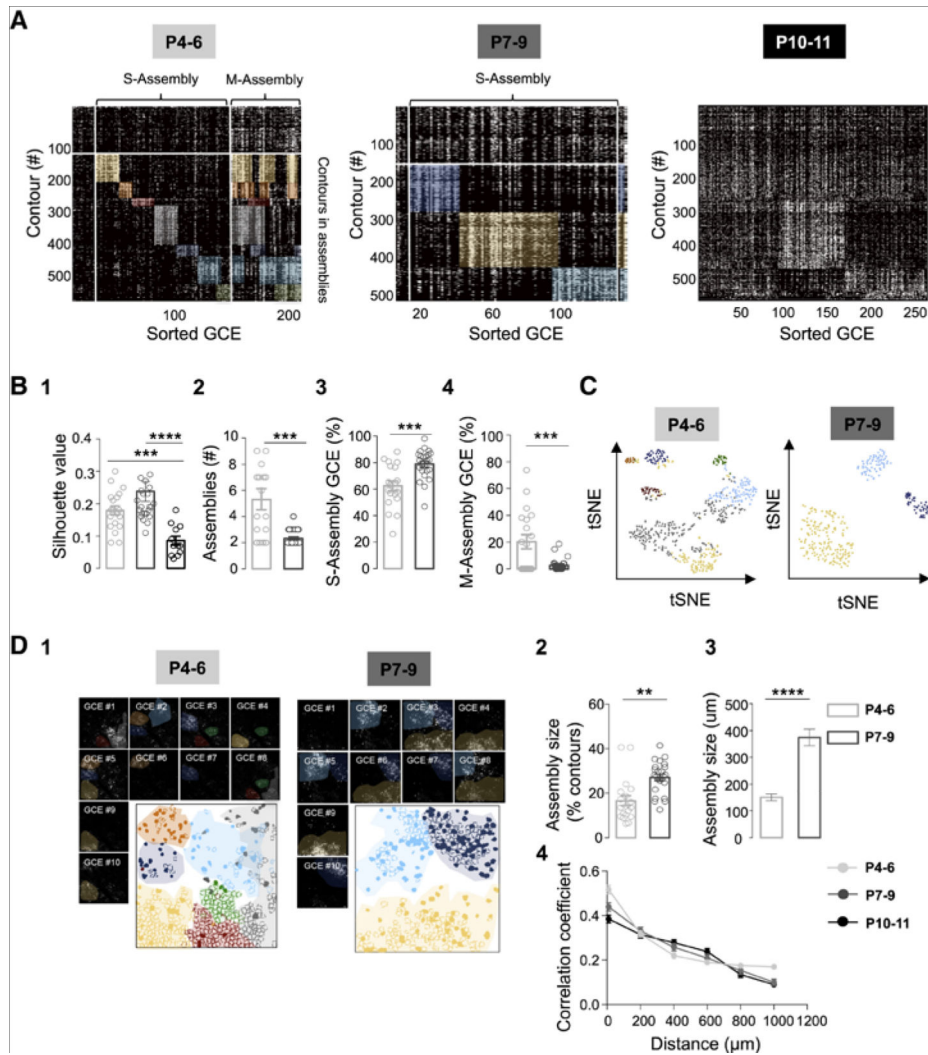 A
P4-6
P7-9
P10-11
S-Assembly
M-Assembly
S-Assembly
Contour (#)
100
200
300
400
500
100
200
Sorted GCE
Contours in assemblies
Contour (#)
100
200
300
400
500
20
60
100
Sorted GCE
Contour (#)
100
200
300
400
500
50
100
150
200
250
Sorted GCE
B
1
Silhouette value
0.4
0.3
0.2
0.1
0
****
***
2
Assemblies (#)
10
8
6
4
2
0
***
3
S-Assembly GCE (%)
100
80
60
40
20
0
***
4
M-Assembly GCE (%)
100
80
60
40
20
0
***
C
P4-6
P7-9
tSNE
tSNE
tSNE
tSNE
D
1
P4-6
GCE #1
GCE #2
GCE #3
GCE #4
GCE #5
GCE #6
GCE #7
GCE #8
GCE #9
GCE #10
P7-9
GCE #1
GCE #2
GCE #3
GCE #4
GCE #5
GCE #6
GCE #7
GCE #8
GCE #9
GCE #10
2
Assembly size
(% contours)
60
40
20
0
**
3
Assembly size (um)
500
400
300
200
100
0
****
P4-6
P7-9
4
Correlation coefficient
0.6
0.4
0.2
0.0
0 200 400 600 800 1000 1200
Distance (µm)
P4-6
P7-9
P10-11